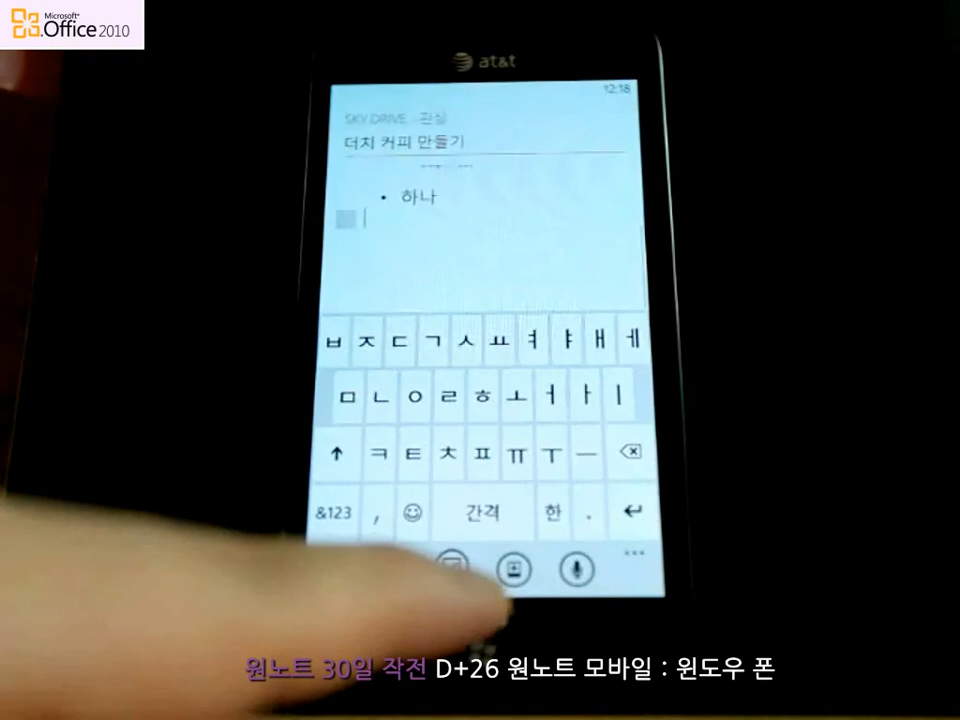 Microsoft®
Office 2010
at&t
12:18
SKY DRIVE - 관심
더치 커피 만들기
• 하나
ㅂ ㅈ ㄷ ㄱ ㅅ ㅛ ㅕ ㅑ ㅐ ㅔ
ㅁ ㄴ ㅇ ㄹ ㅎ ㅗ ㅓ ㅏ ㅣ
ㅋ ㅌ ㅊ ㅍ ㅠ ㅜ ㅡ
&123 , 간격 한 .
원노트 30일 작전 D+26 원노트 모바일 : 윈도우 폰